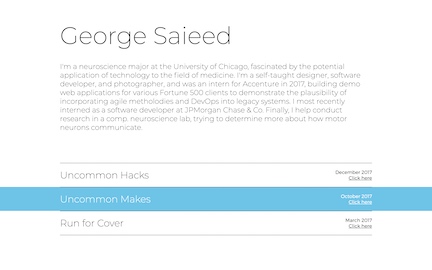 George Saieed
I'm a neuroscience major at the University of Chicago, fascinated by the potential
application of technology to the field of medicine. I'm a self-taught designer, software
developer, and photographer, and was an intern for Accenture in 2017, building demo
web applications for various Fortune 500 clients to demonstrate the plausibility of
incorporating agile metholodies and DevOps into legacy systems. I most recently
interned as a software developer at JPMorgan Chase & Co. Finally, I help conduct
research in a comp. neuroscience lab, trying to determine more about how motor
neurons communicate.
Uncommon Hacks
December 2017
Click here
Uncommon Makes
October 2017
Click here
Run for Cover
March 2017
Click here